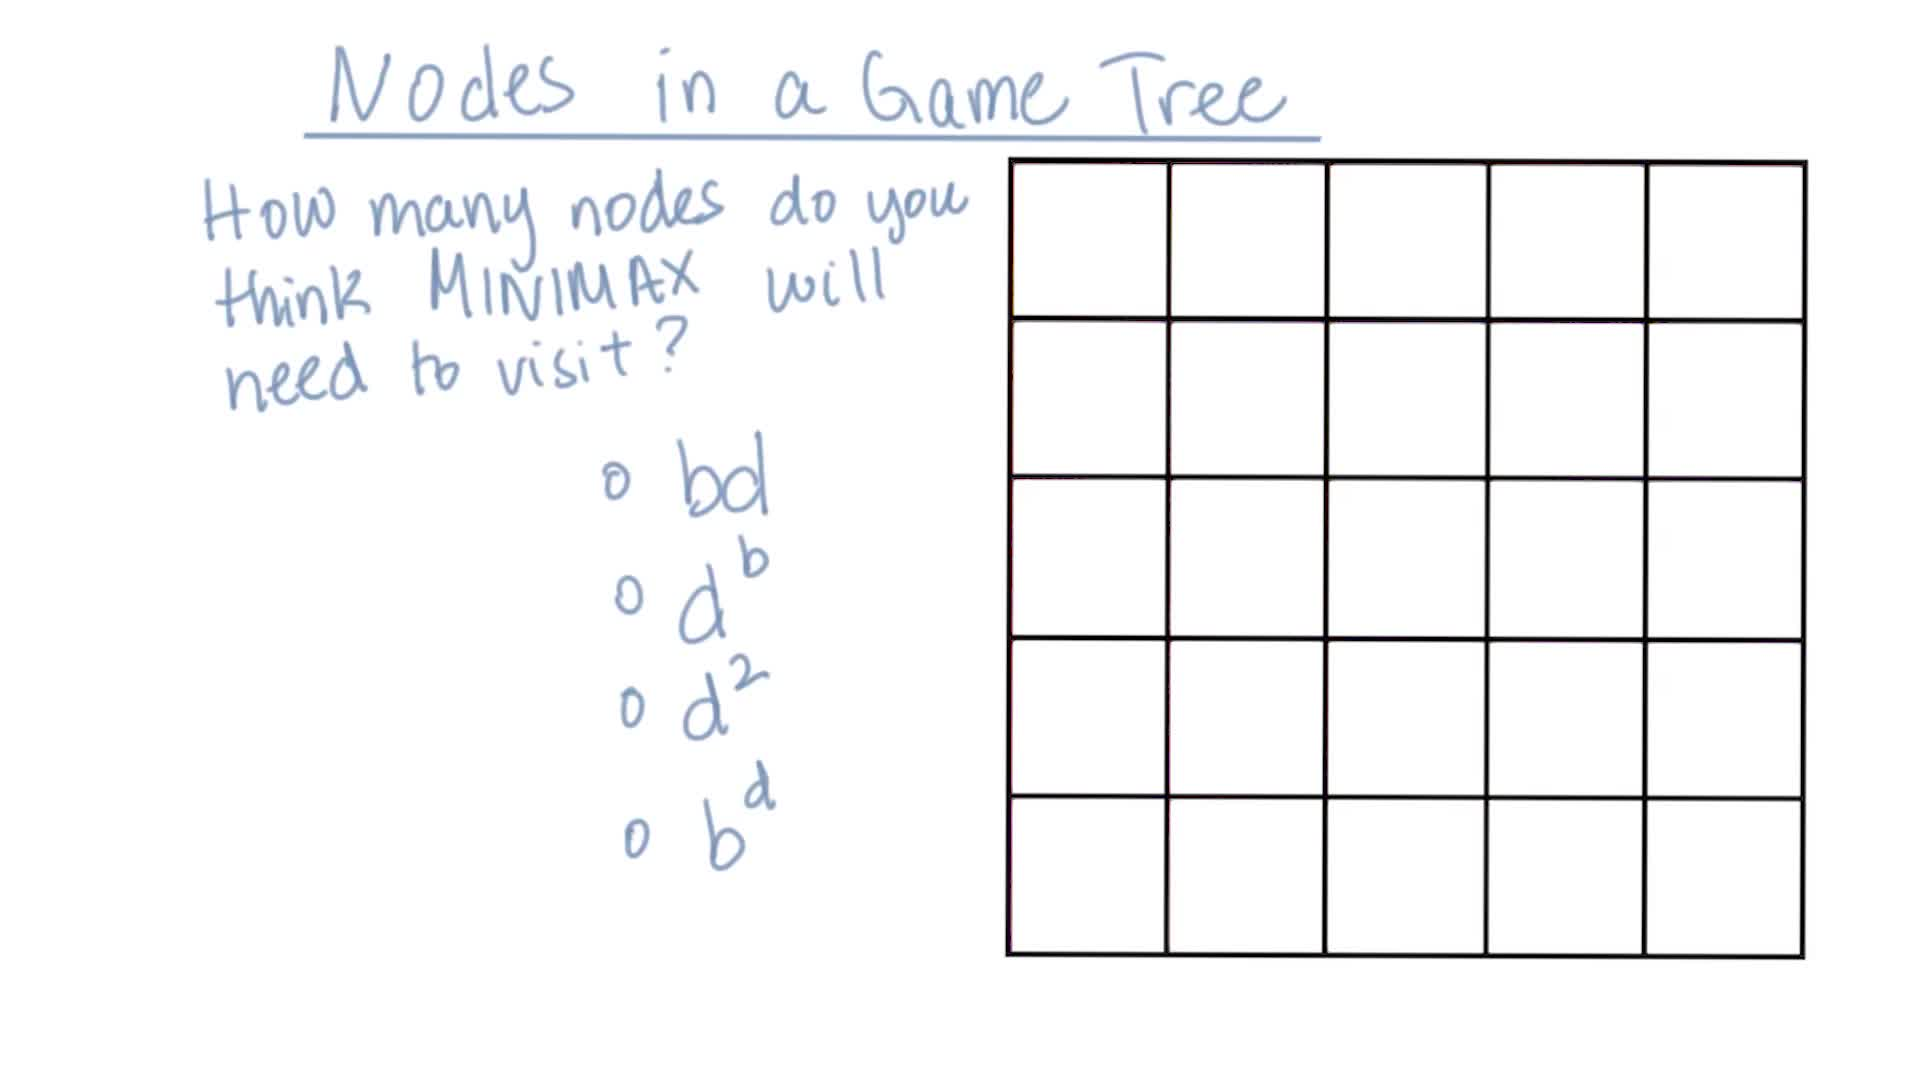 Nodes in a Game Tree
How many nodes do you
think MINIMAX will
need to visit?
o bd
o d^b
o d^2
o b^d